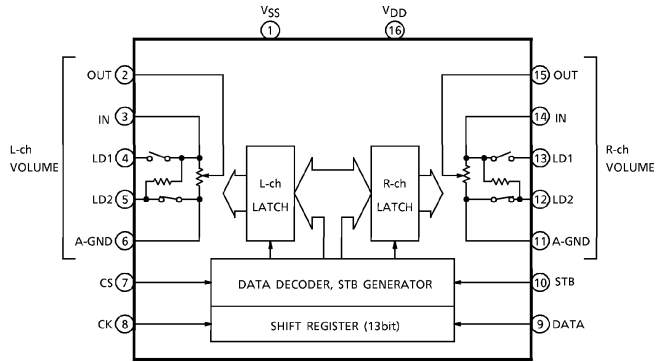 VSS
1
VDD
16
L-ch
VOLUME
OUT 2
IN 3
LD1 4
LD2 5
A-GND 6
CS 7
CK 8
L-ch
LATCH
R-ch
LATCH
DATA DECODER, STB GENERATOR
SHIFT REGISTER (13bit)
15 OUT
14 IN
13 LD1
12 LD2
11 A-GND
10 STB
9 DATA
R-ch
VOLUME